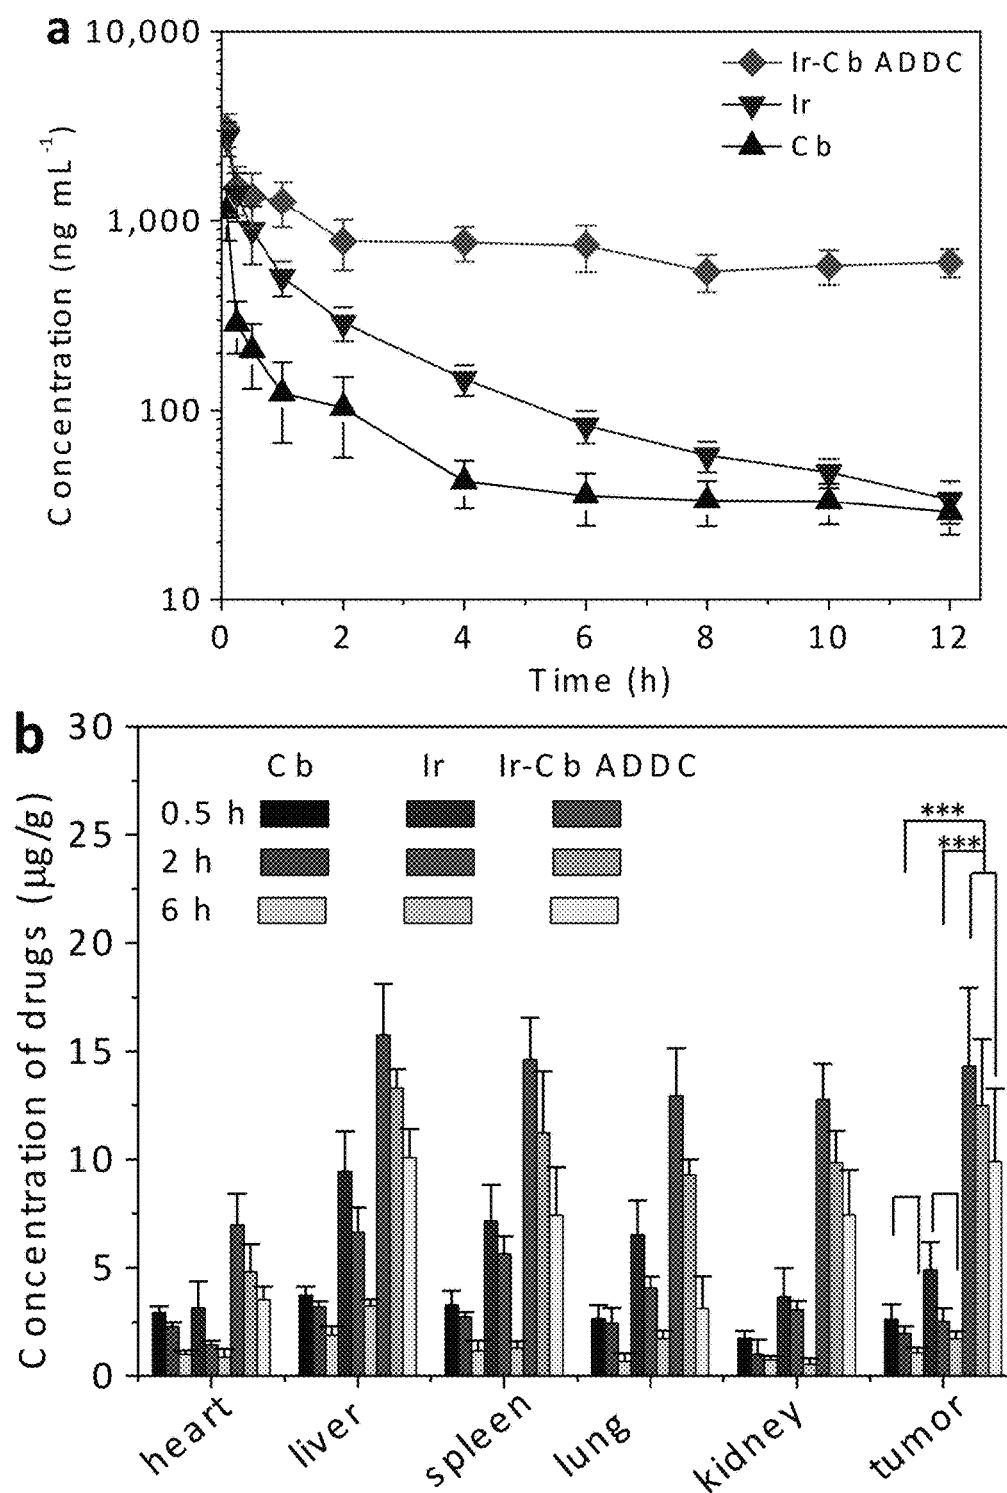 a
10,000
1,000
100
10
Concentration (ng mL-1)
Ir-Cb ADDC
Ir
Cb
0 2 4 6 8 10 12
Time (h)
b
30
25
20
15
10
5
0
Concentration of drugs (µg/g)
Cb Ir Ir-Cb ADDC
0.5 h
2 h
6 h
***
***
heart liver spleen lung kidney tumor